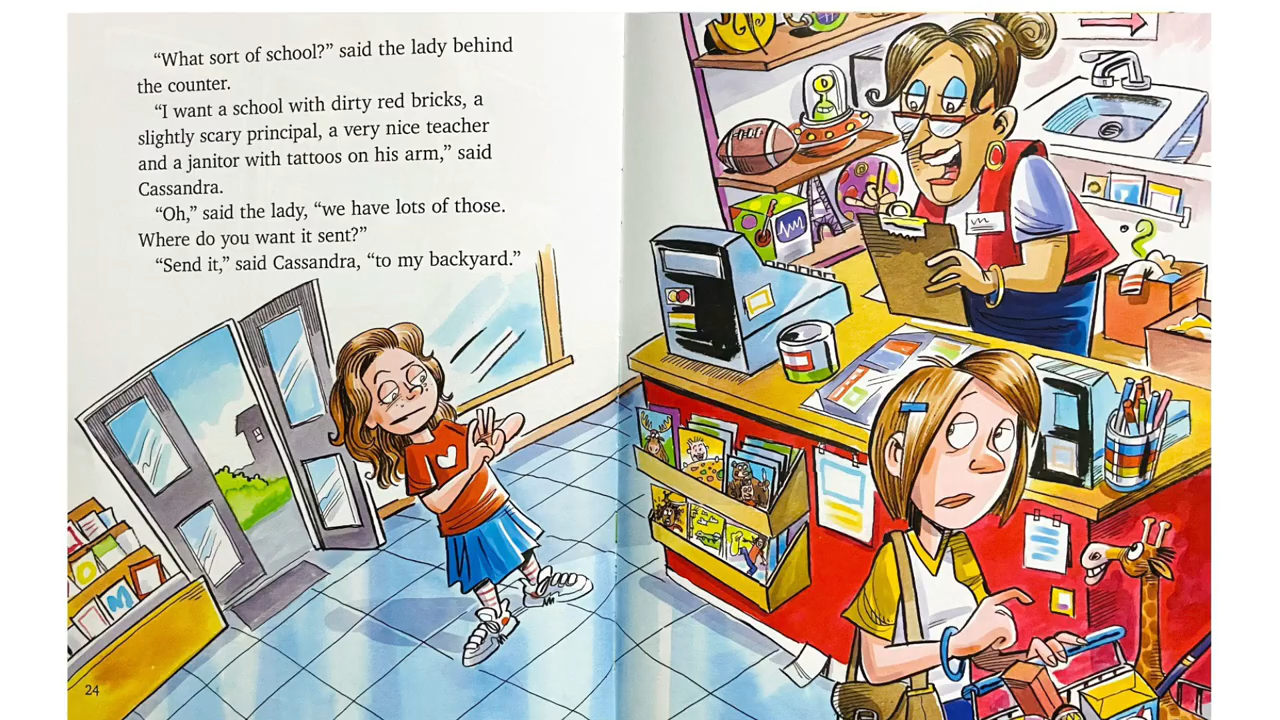 “What sort of school?” said the lady behind
the counter.
“I want a school with dirty red bricks, a
slightly scary principal, a very nice teacher
and a janitor with tattoos on his arm,” said
Cassandra.
“Oh,” said the lady, “we have lots of those.
Where do you want it sent?”
“Send it,” said Cassandra, “to my backyard.”
24